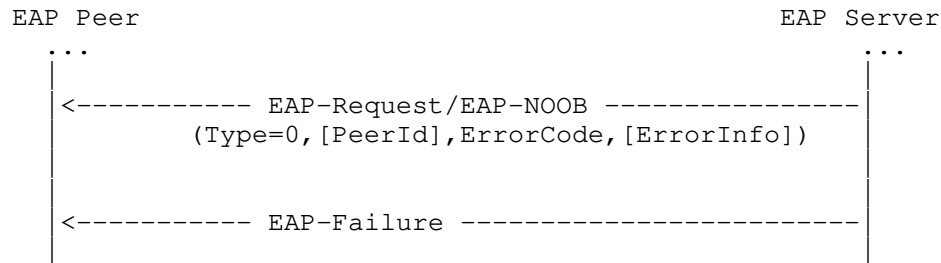 EAP Peer EAP Server
... ...
<----------- EAP-Request/EAP-NOOB ----------------
(Type=0,[PeerId],ErrorCode,[ErrorInfo])
<----------- EAP-Failure -------------------------